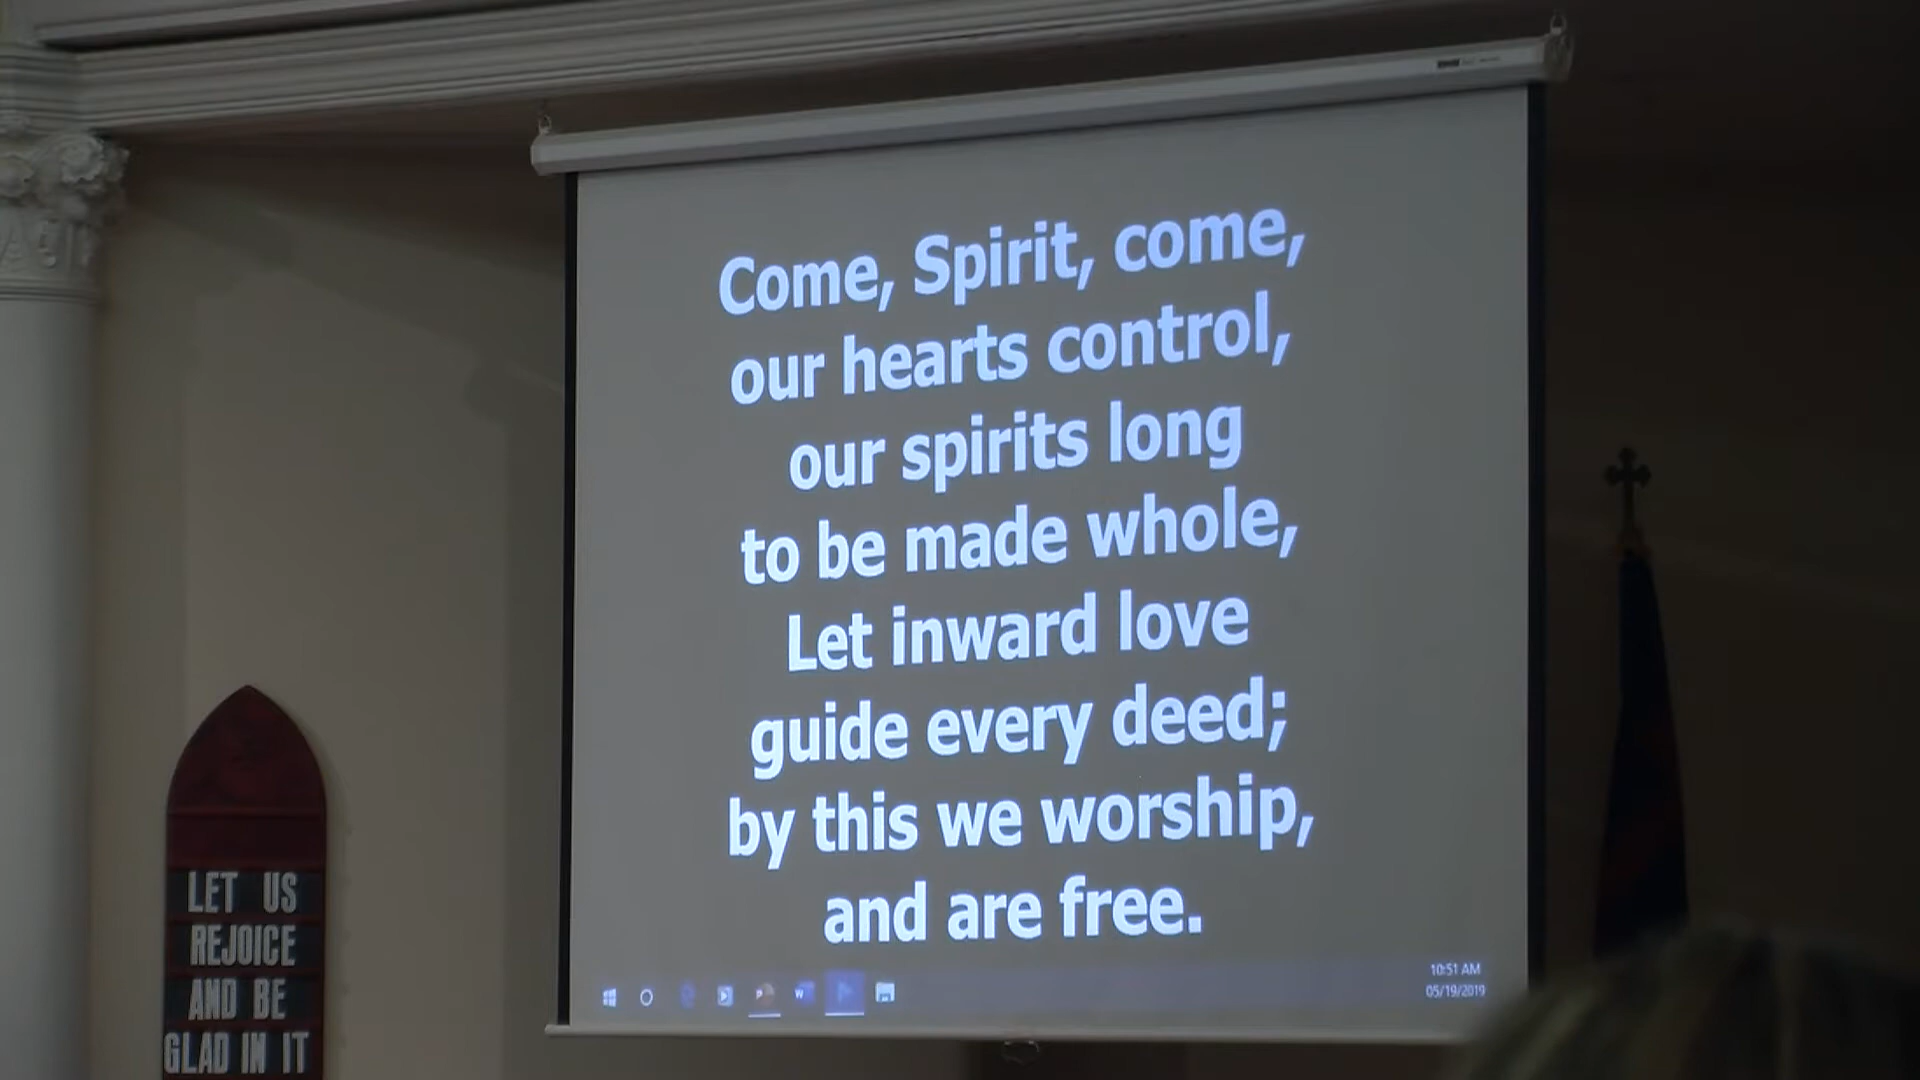 Come, Spirit, come,
our hearts control,
our spirits long
to be made whole,
Let inward love
guide every deed;
by this we worship,
and are free.
10:51 AM
05/19/2019
LET US
REJOICE
AND BE
GLAD IN IT